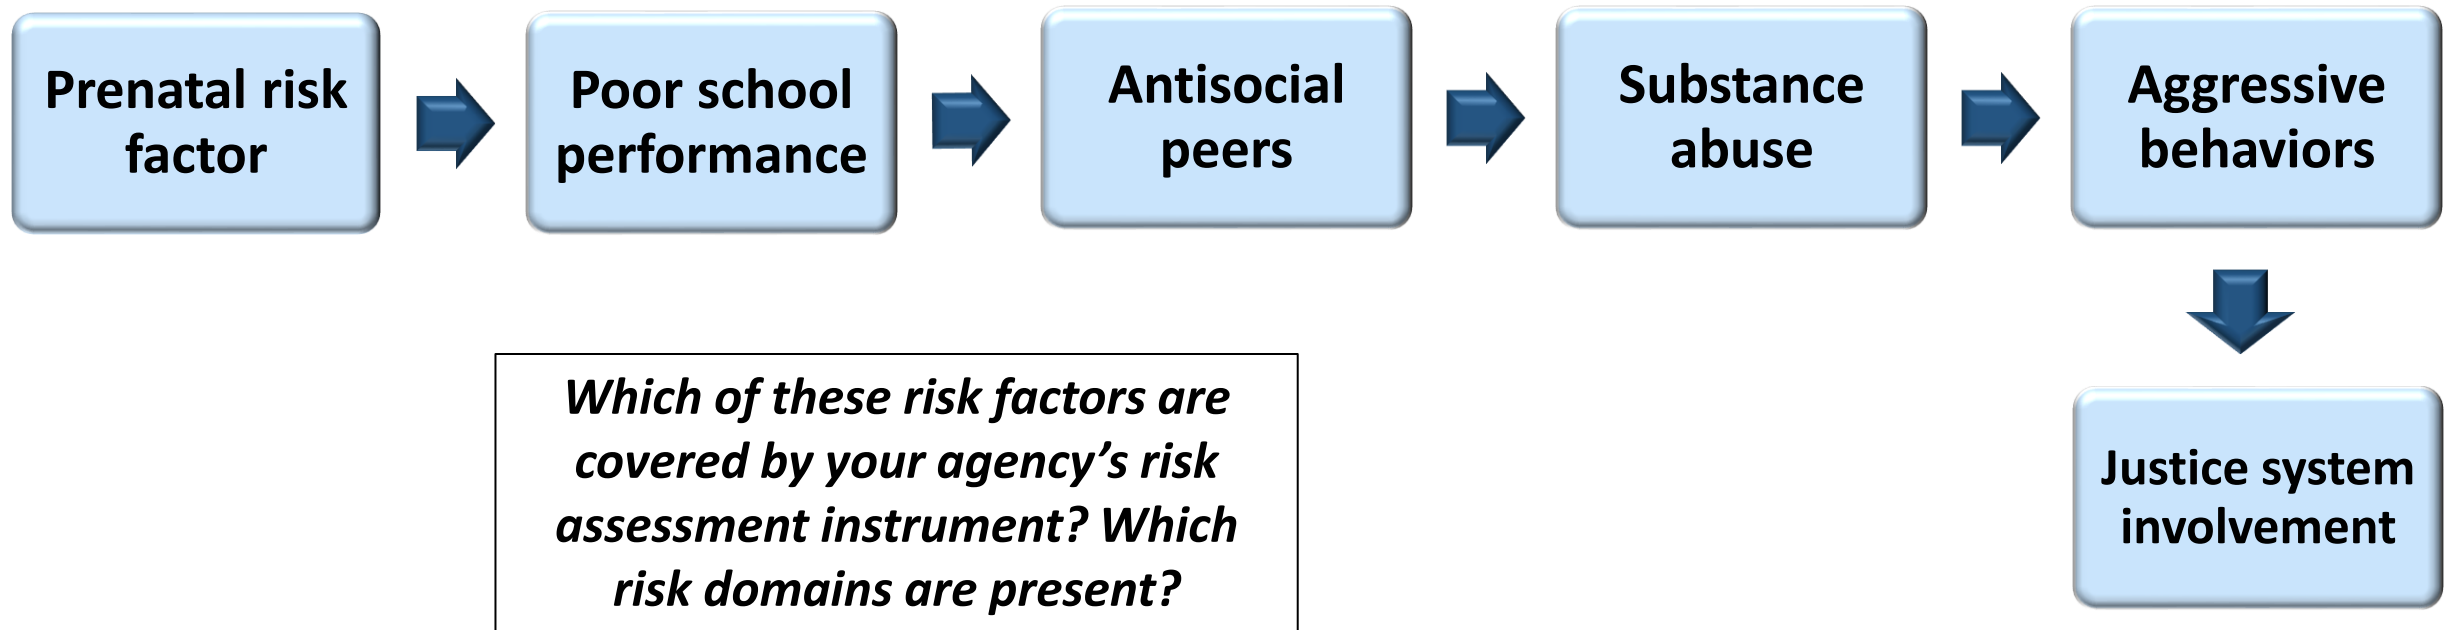 Prenatal risk
factor
Poor school
performance
Antisocial
peers
Substance
abuse
Aggressive
behaviors
Justice system
involvement
Which of these risk factors are
covered by your agency’s risk
assessment instrument? Which
risk domains are present?